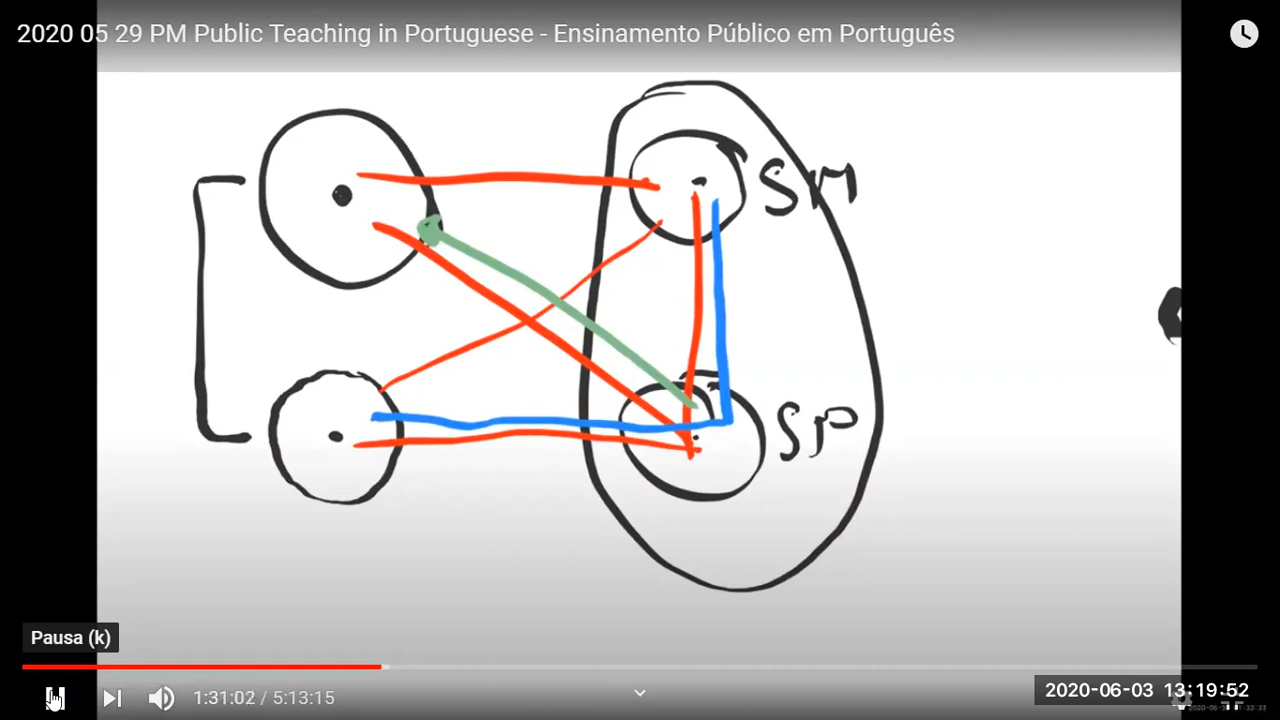 2020 05 29 PM Public Teaching in Portuguese - Ensinamento Público em Português
SM
SP
Pausa (k)
1:31:02 / 5:13:15
2020-06-03 13:19:52